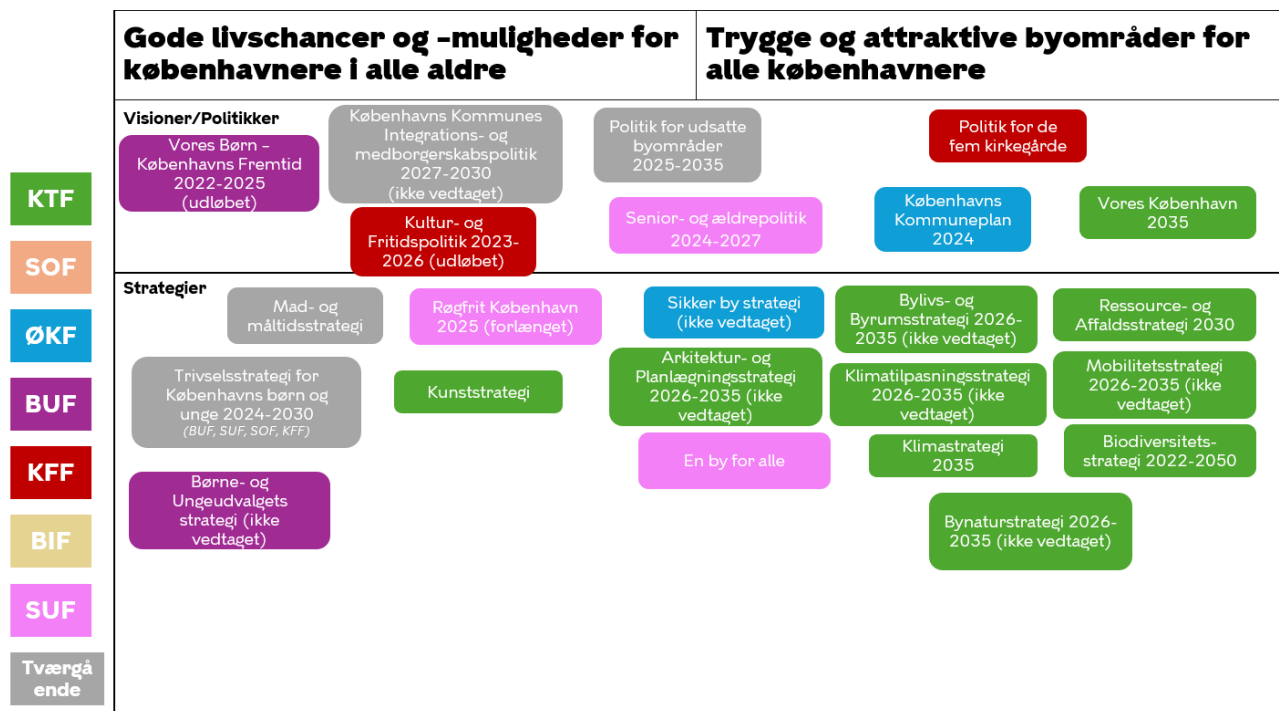 Gode livschancer og -muligheder for
københavnere i alle aldre
Trygge og attraktive byområder for
alle københavnere
KTF
SOF
ØKF
BUF
KFF
BIF
SUF
Tværgå
ende
Visioner/Politikker
Vores Børn –
Københavns Fremtid
2022-2025
(udløbet)
Københavns Kommunes
Integrations- og
medborgerskabspolitik
2027-2030
(ikke vedtaget)
Kultur- og
Fritidspolitik 2023-
2026 (udløbet)
Politik for udsatte
byområder
2025-2035
Senior- og ældrepolitik
2024-2027
Politik for de
fem kirkegårde
Københavns
Kommuneplan
2024
Vores København
2035
Strategier
Mad- og
måltidsstrategi
Røgfrit København
2025 (forlænget)
Sikker by strategi
(ikke vedtaget)
Bylivs- og
Byrumsstrategi 2026-
2035 (ikke vedtaget)
Ressource- og
Affaldsstrategi 2030
Trivselsstrategi for
Københavns børn og
unge 2024-2030
(BUF, SUF, SOF, KFF)
Kunststrategi
Arkitektur- og
Planlægningsstrategi
2026-2035 (ikke
vedtaget)
Klimatilpasningsstrategi
2026-2035 (ikke
vedtaget)
Mobilitetsstrategi
2026-2035 (ikke
vedtaget)
En by for alle
Klimastrategi
2035
Biodiversitets-
strategi 2022-2050
Børne- og
Ungeudvalgets
strategi (ikke
vedtaget)
Bynaturstrategi 2026-
2035 (ikke vedtaget)